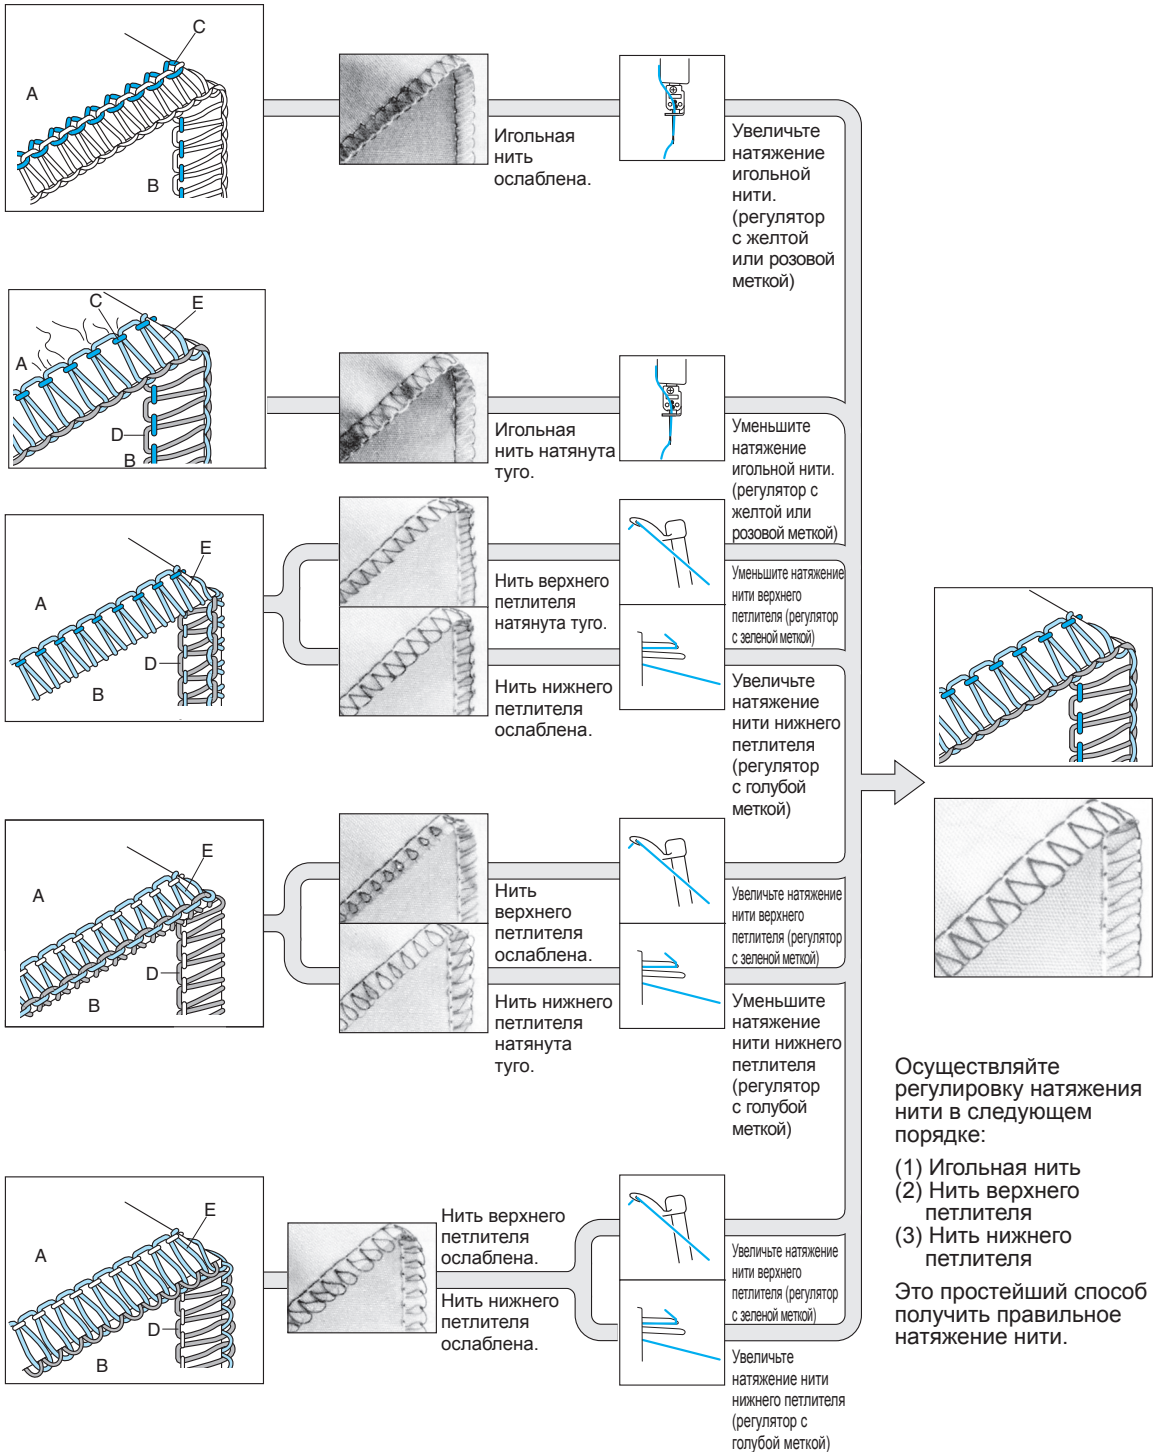 C
A
B
Игольная
нить
ослаблена.
Увеличьте
натяжение
игольной
нити.
(регулятор
с желтой
или розовой
меткой)
C
E
A
D
B
Игольная
нить натянута
туго.
Уменьшите
натяжение
игольной нити.
(регулятор с
желтой или
розовой меткой)
E
A
D
B
Нить верхнего
петлителя
натянута туго.
Уменьшите натяжение
нити верхнего
петлителя (регулятор
с зеленой меткой)
Нить нижнего
петлителя
ослаблена.
Увеличьте
натяжение
нити нижнего
петлителя
(регулятор
с голубой
меткой)
E
A
D
B
Нить
верхнего
петлителя
ослаблена.
Увеличьте натяжение
нити верхнего
петлителя (регулятор
с зеленой меткой)
Нить нижнего
петлителя
натянута
туго.
Уменьшите
натяжение
нити нижнего
петлителя
(регулятор
с голубой
меткой)
E
A
D
B
Нить верхнего
петлителя
ослаблена.
Нить нижнего
петлителя
ослаблена.
Увеличьте натяжение
нити верхнего
петлителя (регулятор
с зеленой меткой)
Увеличьте
натяжение нити
нижнего петлителя
(регулятор с
голубой меткой)
Осуществляйте
регулировку натяжения
нити в следующем
порядке:
(1) Игольная нить
(2) Нить верхнего
петлителя
(3) Нить нижнего
петлителя
Это простейший способ
получить правильное
натяжение нити.